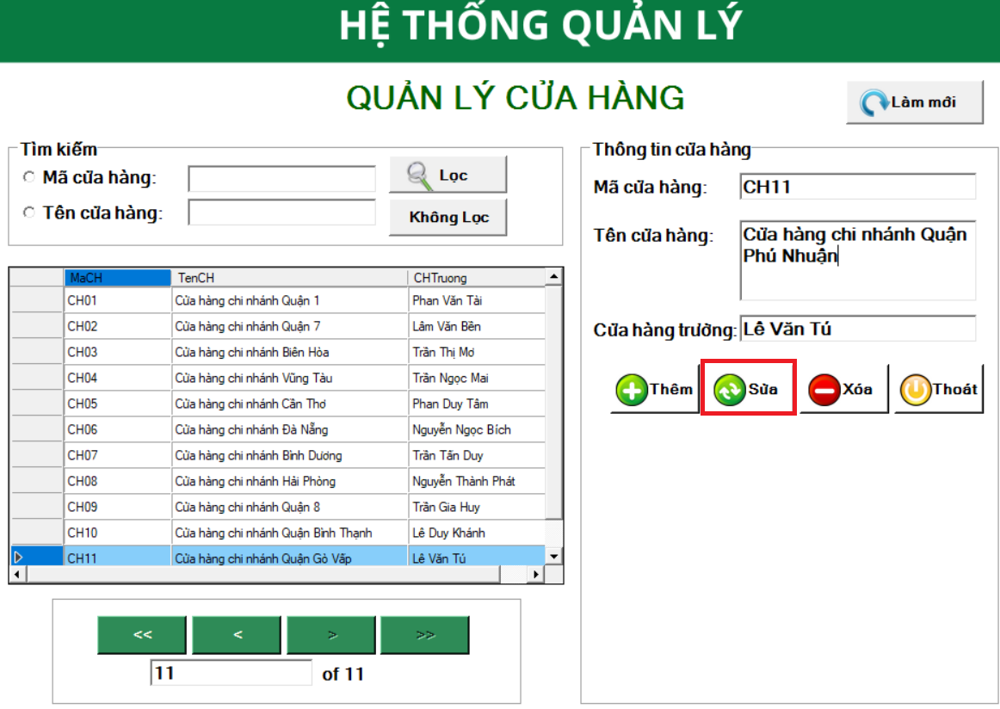 HỆ THỐNG QUẢN LÝ
QUẢN LÝ CỬA HÀNG
Làm mới
Tìm kiếm
Mã cửa hàng:
Lọc
Tên cửa hàng:
Không Lọc
MaCH TenCH CHTruong
CH01 Cửa hàng chi nhánh Quận 1 Phan Văn Tài
CH02 Cửa hàng chi nhánh Quận 7 Lâm Văn Bền
CH03 Cửa hàng chi nhánh Biên Hòa Trần Thị Mơ
CH04 Cửa hàng chi nhánh Vũng Tàu Trần Ngọc Mai
CH05 Cửa hàng chi nhánh Cần Thơ Phan Duy Tâm
CH06 Cửa hàng chi nhánh Đà Nẵng Nguyễn Ngọc Bích
CH07 Cửa hàng chi nhánh Bình Dương Trần Tấn Duy
CH08 Cửa hàng chi nhánh Hải Phòng Nguyễn Thành Phát
CH09 Cửa hàng chi nhánh Quận 8 Trần Gia Huy
CH10 Cửa hàng chi nhánh Quận Bình Thạnh Lê Duy Khánh
CH11 Cửa hàng chi nhánh Quận Gò Vấp Lê Văn Tú
<< < > >>
11 of 11
Thông tin cửa hàng
Mã cửa hàng: CH11
Tên cửa hàng: Cửa hàng chi nhánh Quận
Phú Nhuận
Cửa hàng trưởng: Lê Văn Tú
Thêm Sửa Xóa Thoát